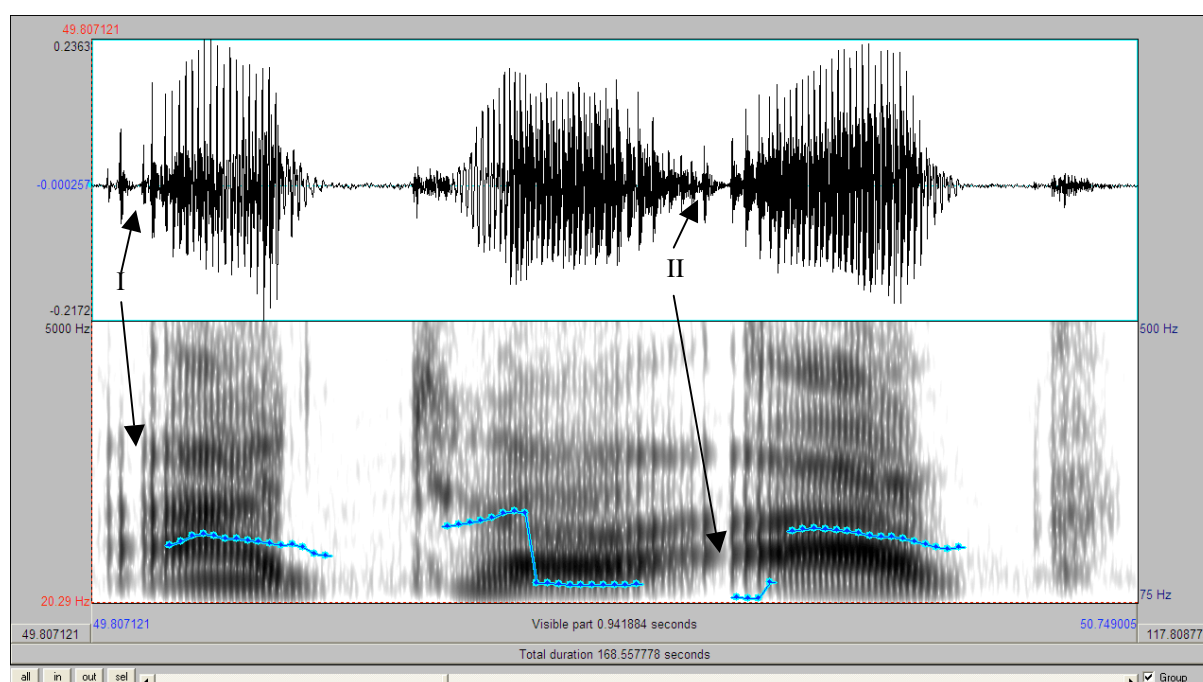 49.807121
0.2363
-0.000257
I
II
-0.2172
5000 Hz
500 Hz
20.29 Hz
75 Hz
49.807121
49.807121
Visible part 0.941884 seconds
50.749005
117.80877
Total duration 168.557778 seconds
all
in
out
sel
Group